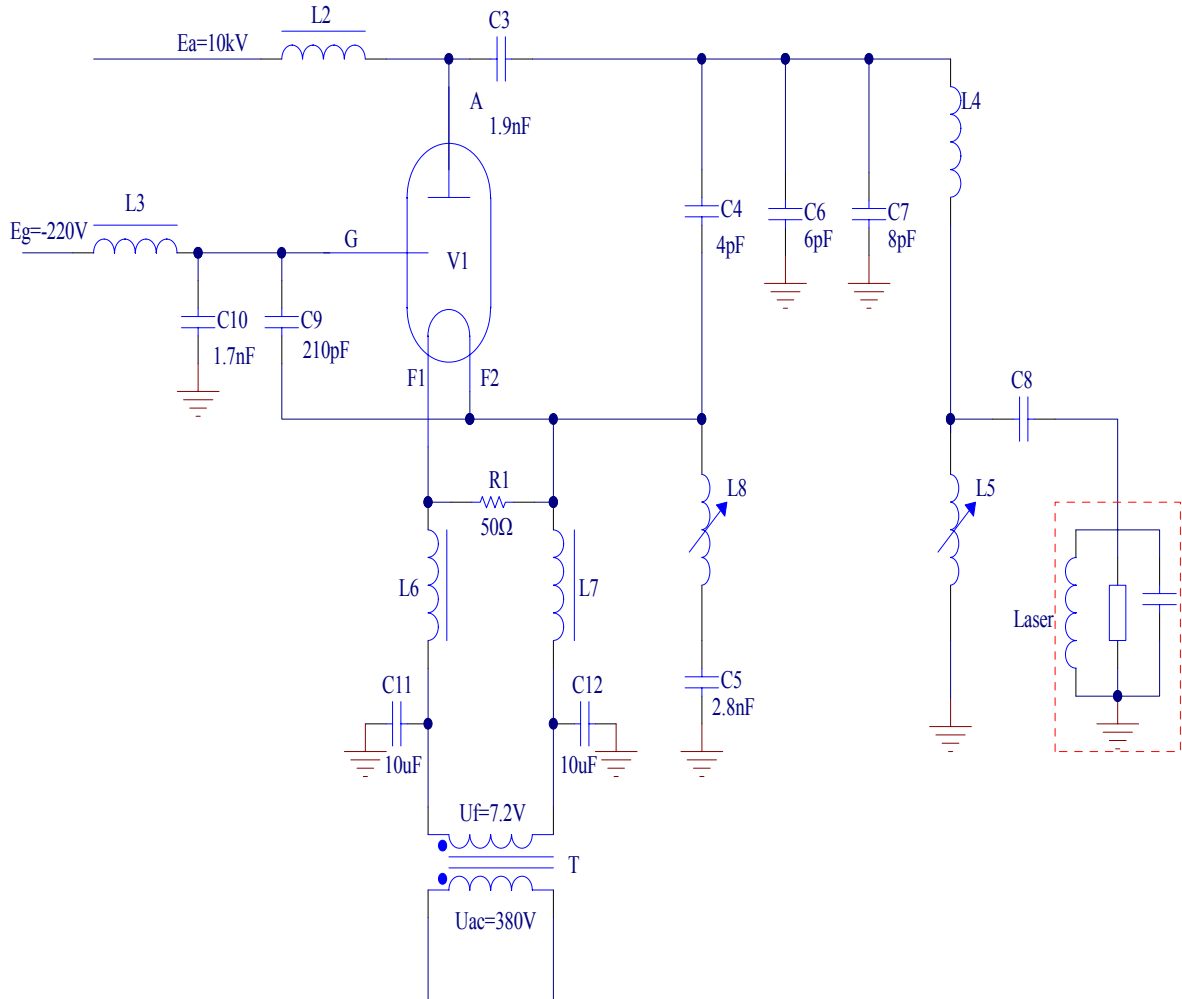 L2
C3
Ea=10kV
A
1.9nF
L4
L3
Eg=-220V
G
V1
C4
4pF
C6
6pF
C7
8pF
C10
1.7nF
C9
210pF
F1
F2
C8
R1
50Ω
L8
L5
L6
L7
Laser
C11
10uF
C12
10uF
C5
2.8nF
Uf=7.2V
T
Uac=380V